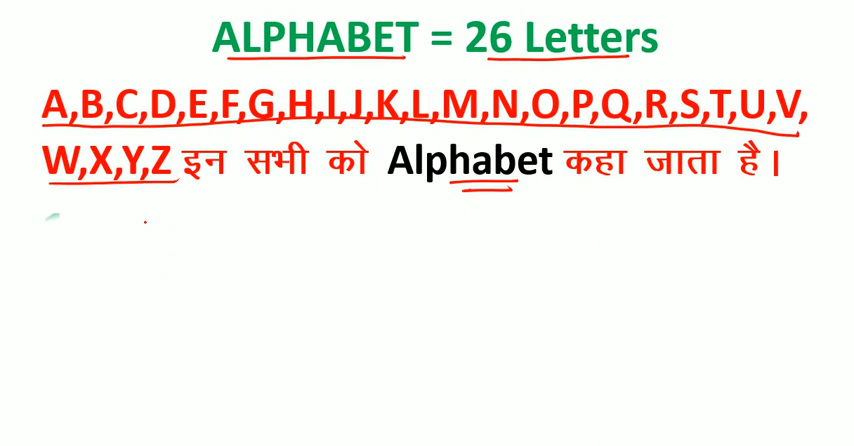 ALPHABET = 26 Letters
A,B,C,D,E,F,G,H,I,J,K,L,M,N,O,P,Q,R,S,T,U,V,
W,X,Y,Z इन सभी को Alphabet कहा जाता है।